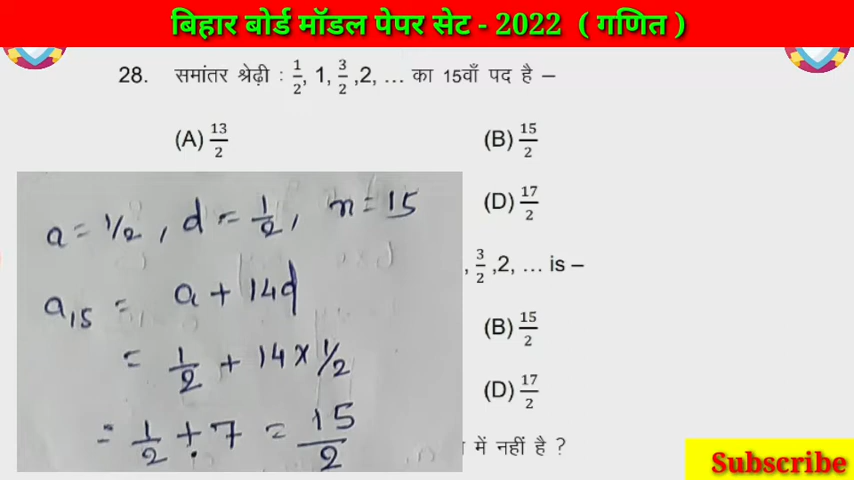 बिहार बोर्ड मॉडल पेपर सेट - 2022 ( गणित )
28. समांतर श्रेढ़ी : 1/2, 1, 3/2 ,2, ... का 15वाँ पद है –
(A) 13/2 (B) 15/2
(D) 17/2
, 3/2 ,2, ... is –
(B) 15/2
(D) 17/2
में नहीं है ?
a = 1/2 , d = 1/2, n = 15
a15 = a + 14d
= 1/2 + 14 x 1/2
= 1/2 + 7 = 15/2
Subscribe